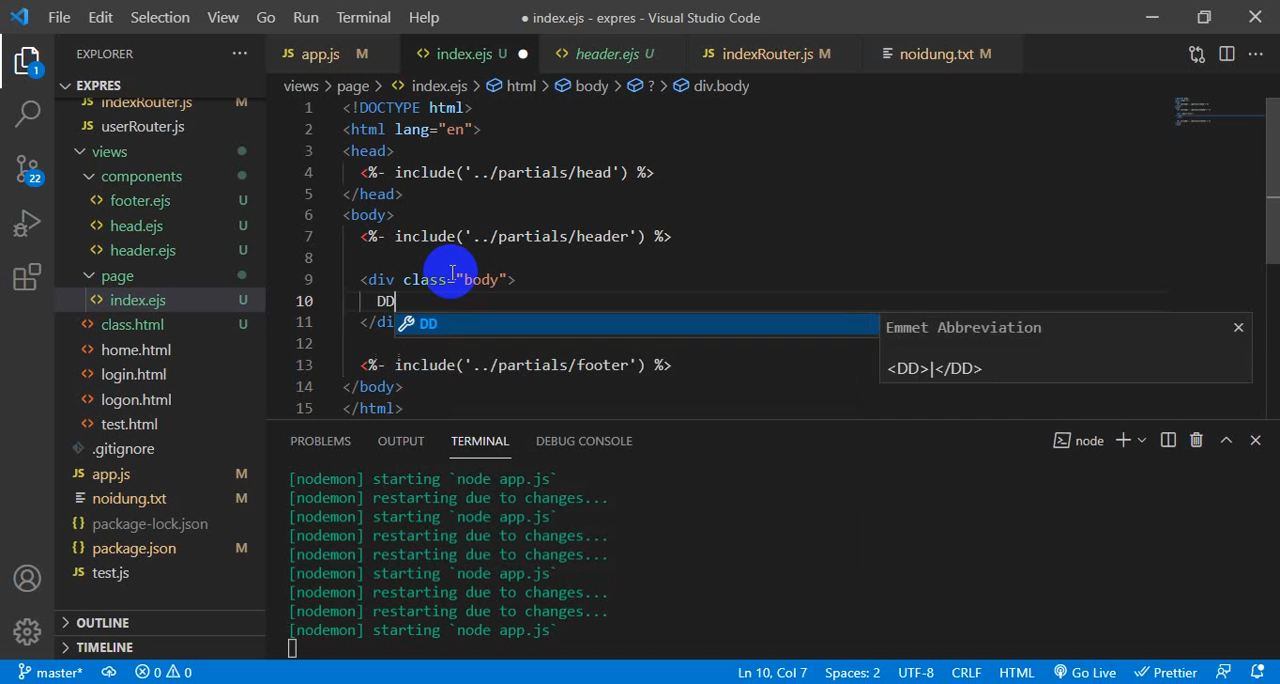 File Edit Selection View Go Run Terminal Help
● index.ejs - expres - Visual Studio Code
EXPLORER
EXPRES
indexRouter.js M
userRouter.js
views
components
footer.ejs U
head.ejs U
header.ejs U
page
index.ejs U
class.html
home.html
login.html
logon.html
test.html
.gitignore
app.js M
noidung.txt M
package-lock.json
package.json M
test.js
OUTLINE
TIMELINE
1
22
app.js M index.ejs U ● header.ejs U indexRouter.js M noidung.txt M
views > page > index.ejs > html > body > ? > div.body
1 <!DOCTYPE html>
2 <html lang="en">
3 <head>
4 <%- include('../partials/head') %>
5 </head>
6 <body>
7 <%- include('../partials/header') %>
8
9 <div class="body">
10 DD
11 </di
12
13 <%- include('../partials/footer') %>
14 </body>
15 </html>
DD
Emmet Abbreviation
<DD>|</DD>
PROBLEMS OUTPUT TERMINAL DEBUG CONSOLE
node
[nodemon] starting `node app.js`
[nodemon] restarting due to changes...
[nodemon] starting `node app.js`
[nodemon] restarting due to changes...
[nodemon] restarting due to changes...
[nodemon] starting `node app.js`
[nodemon] restarting due to changes...
[nodemon] restarting due to changes...
[nodemon] starting `node app.js`
master* 0 0 Ln 10, Col 7 Spaces: 2 UTF-8 CRLF HTML Go Live Prettier